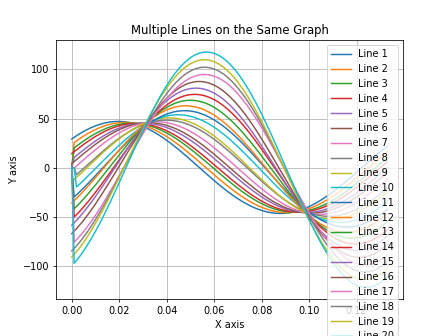 Multiple Lines on the Same Graph
Y axis
100
50
0
−50
−100
0.00
0.02
0.04
0.06
0.08
0.10
X axis
Line 1
Line 2
Line 3
Line 4
Line 5
Line 6
Line 7
Line 8
Line 9
Line 10
Line 11
Line 12
Line 13
Line 14
Line 15
Line 16
Line 17
Line 18
Line 19
Line 20